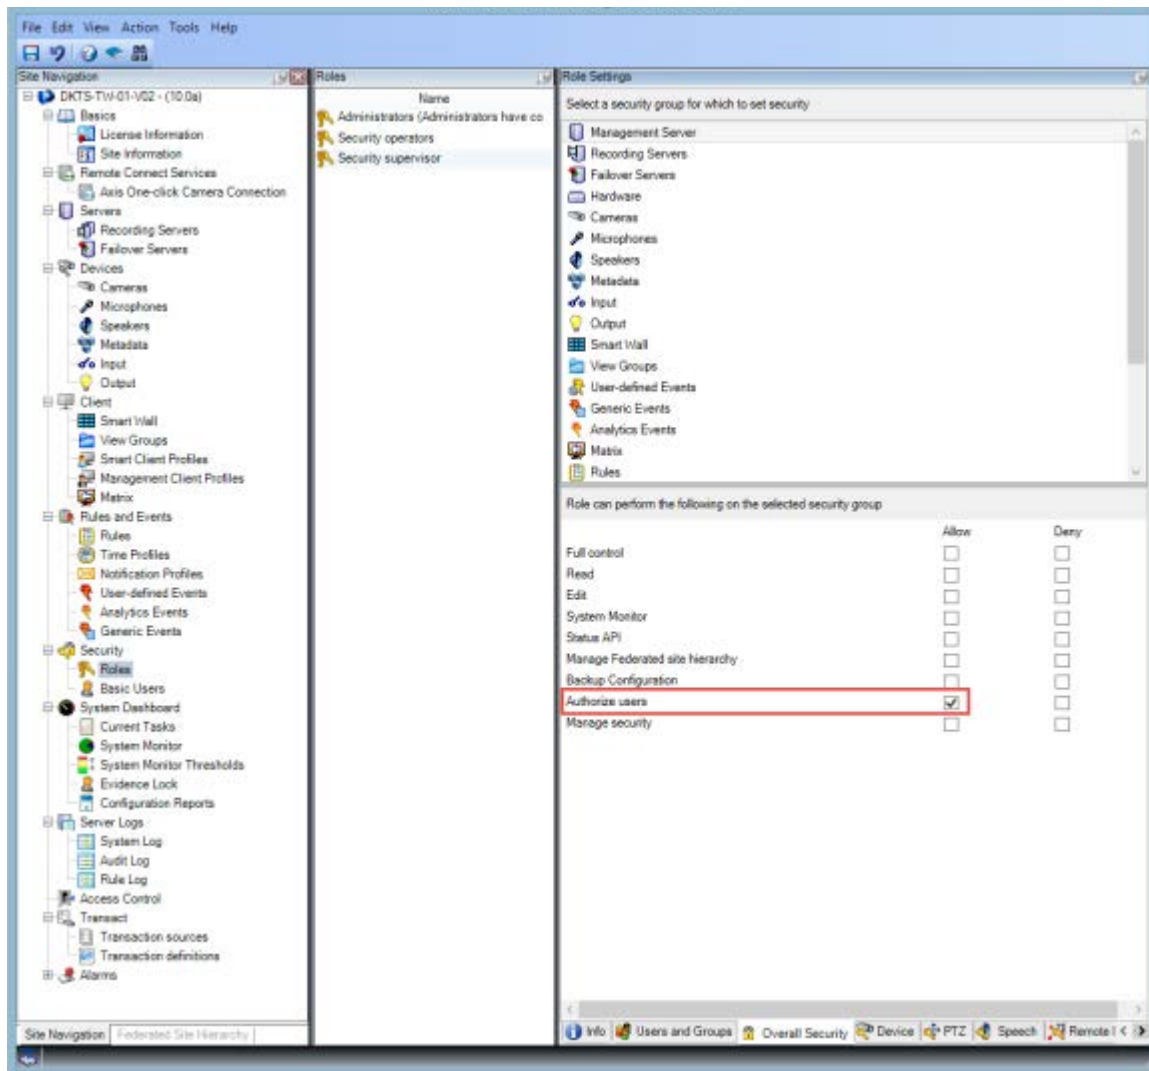 File Edit View Action Tools Help
Site Navigation
DKTS-TW-01-V02 - (10.0a)
Basics
License Information
Site Information
Remote Connect Services
Axis One-click Camera Connection
Servers
Recording Servers
Failover Servers
Devices
Cameras
Microphones
Speakers
Metadata
Input
Output
Client
Smart Wall
View Groups
Smart Client Profiles
Management Client Profiles
Matrix
Rules and Events
Rules
Time Profiles
Notification Profiles
User-defined Events
Analytics Events
Generic Events
Security
Roles
Basic Users
System Dashboard
Current Tasks
System Monitor
System Monitor Thresholds
Evidence Lock
Configuration Reports
Server Logs
System Log
Audit Log
Rule Log
Access Control
Transact
Transaction sources
Transaction definitions
Alarms
Site Navigation Federated Site Hierarchy
Roles
Name
Administrators (Administrators have co
Security operators
Security supervisor
Role Settings
Select a security group for which to set security
Management Server
Recording Servers
Failover Servers
Hardware
Cameras
Microphones
Speakers
Metadata
Input
Output
Smart Wall
View Groups
User-defined Events
Generic Events
Analytics Events
Matrix
Rules
Role can perform the following on the selected security group
Allow Deny
Full control
Read
Edit
System Monitor
Status API
Manage Federated site hierarchy
Backup Configuration
Authorize users
Manage security
Info Users and Groups Overall Security Device PTZ Speech Remote